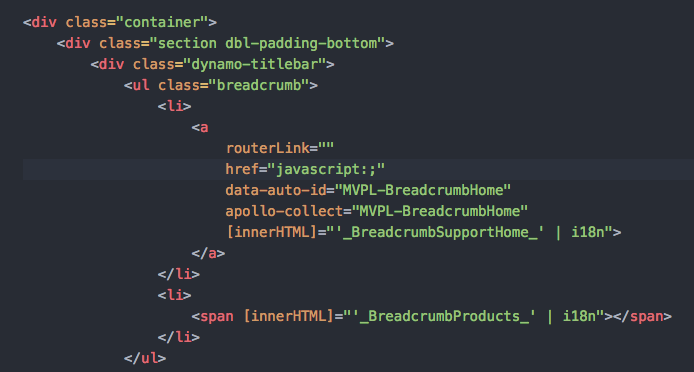 <div class="container">
<div class="section dbl-padding-bottom">
<div class="dynamo-titlebar">
<ul class="breadcrumb">
<li>
<a
routerLink=""
href="javascript:;"
data-auto-id="MVPL-BreadcrumbHome"
apollo-collect="MVPL-BreadcrumbHome"
[innerHTML]="'_BreadcrumbSupportHome_' | i18n">
</a>
</li>
<li>
<span [innerHTML]="'_BreadcrumbProducts_' | i18n"></span>
</li>
</ul>